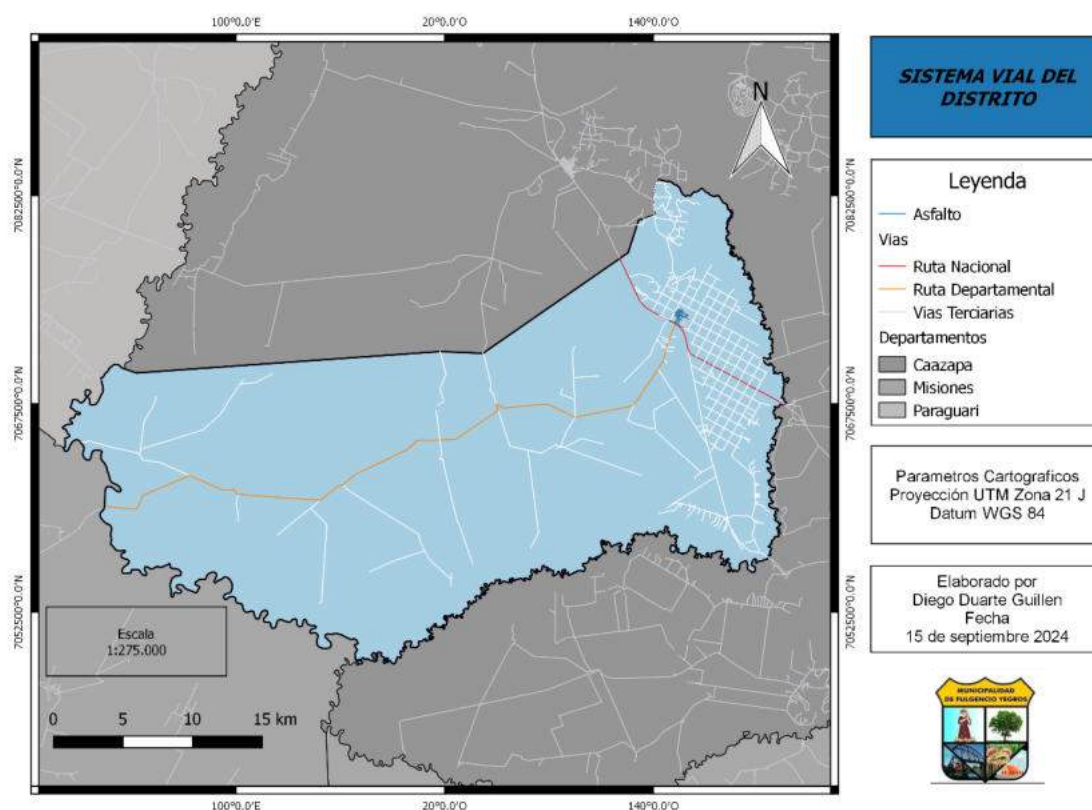 100°0.0'E
20°0.0'O
140°0.0'O
7082500°0.0'N
7067500°0.0'N
7052500°0.0'N
7082500°0.0'N
7067500°0.0'N
7052500°0.0'N
N
Escala
1:275.000
0 5 10 15 km
100°0.0'E
20°0.0'O
140°0.0'O
SISTEMA VIAL DEL
DISTRITO
Leyenda
Asfalto
Vias
Ruta Nacional
Ruta Departamental
Vias Terciarias
Departamentos
Caazapa
Misiones
Paraguari
Parametros Cartograficos
Proyección UTM Zona 21 J
Datum WGS 84
Elaborado por
Diego Duarte Guillen
Fecha
15 de septiembre 2024
MUNICIPALIDAD
DE FULGENCIO YEGROS